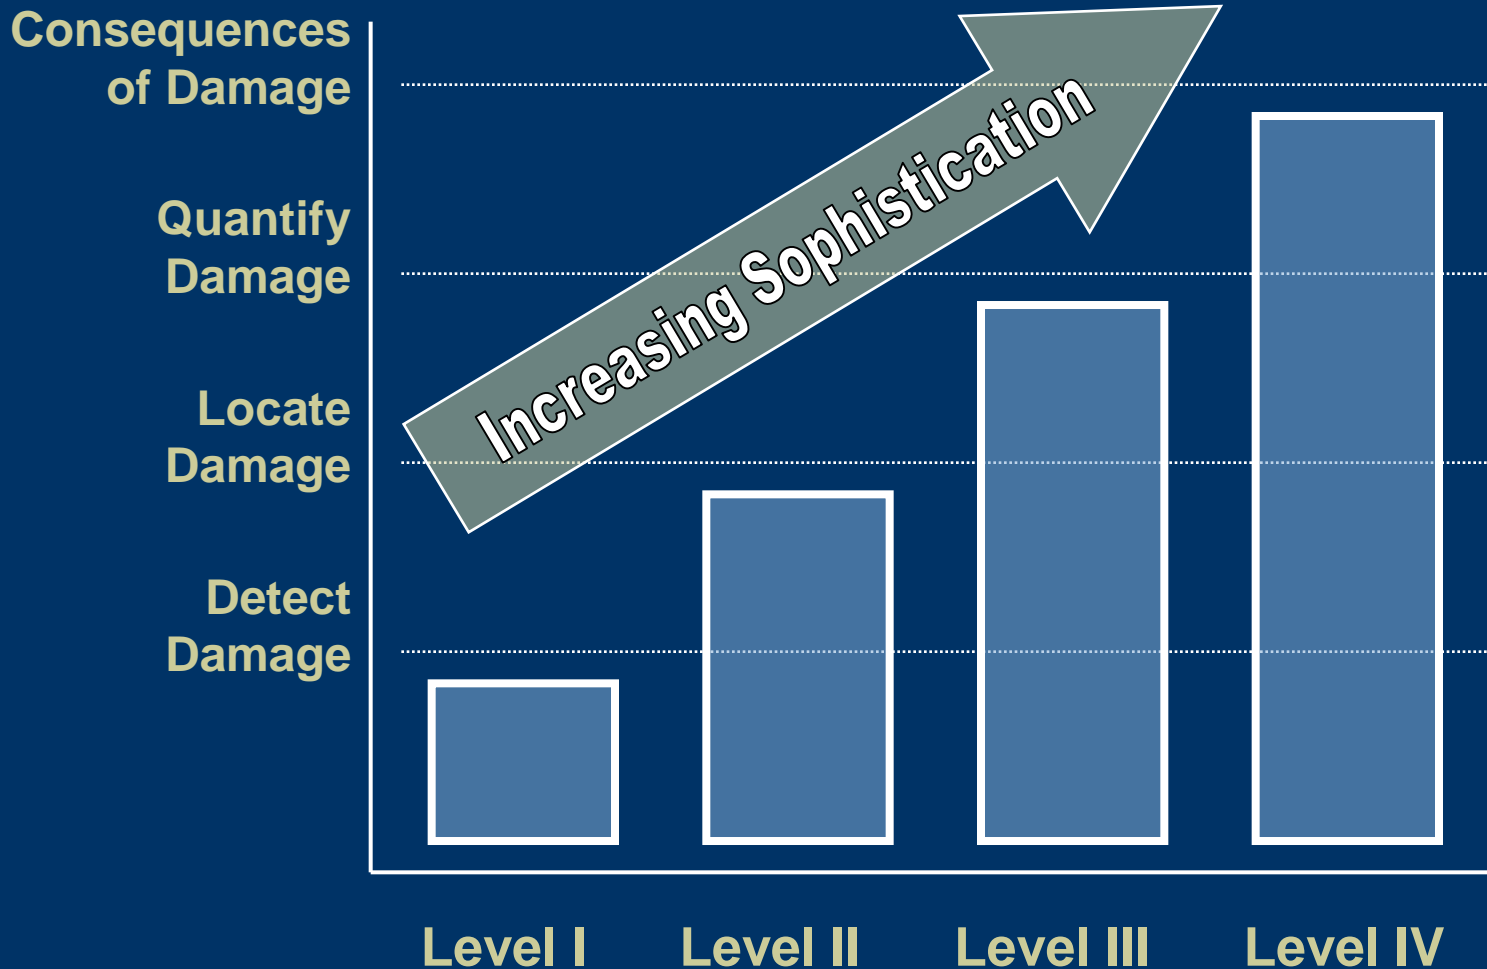 Consequences
of Damage
Quantify
Damage
Locate
Damage
Detect
Damage
Increasing Sophistication
Level I
Level II
Level III
Level IV